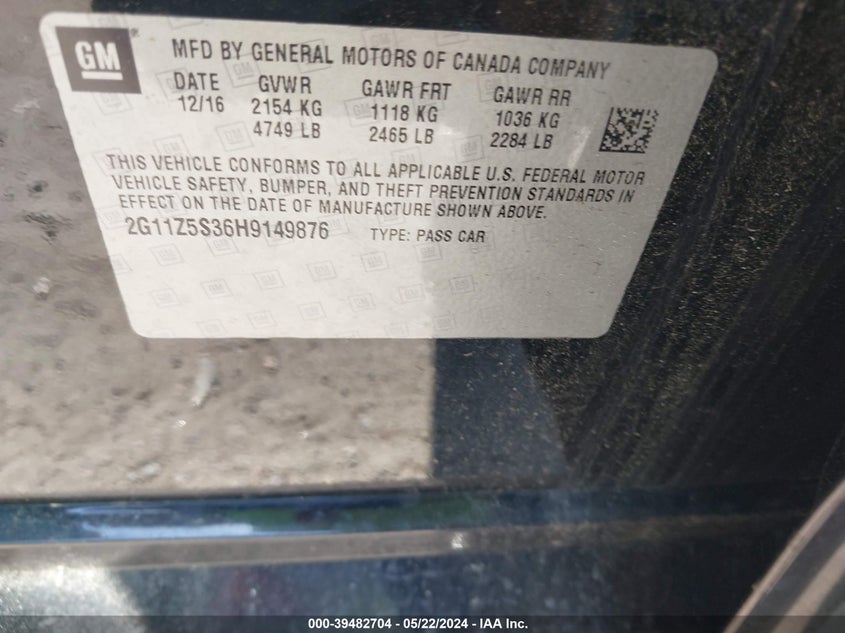 GM
MFD BY GENERAL MOTORS OF CANADA COMPANY
DATE GVWR GAWR FRT GAWR RR
12/16 2154 KG 1118 KG 1036 KG
4749 LB 2465 LB 2284 LB
THIS VEHICLE CONFORMS TO ALL APPLICABLE U.S. FEDERAL MOTOR
VEHICLE SAFETY, BUMPER, AND THEFT PREVENTION STANDARDS IN
EFFECT ON THE DATE OF MANUFACTURE SHOWN ABOVE.
2G11Z5S36H9149876 TYPE: PASS CAR
000-39482704 - 05/22/2024 - IAA Inc.